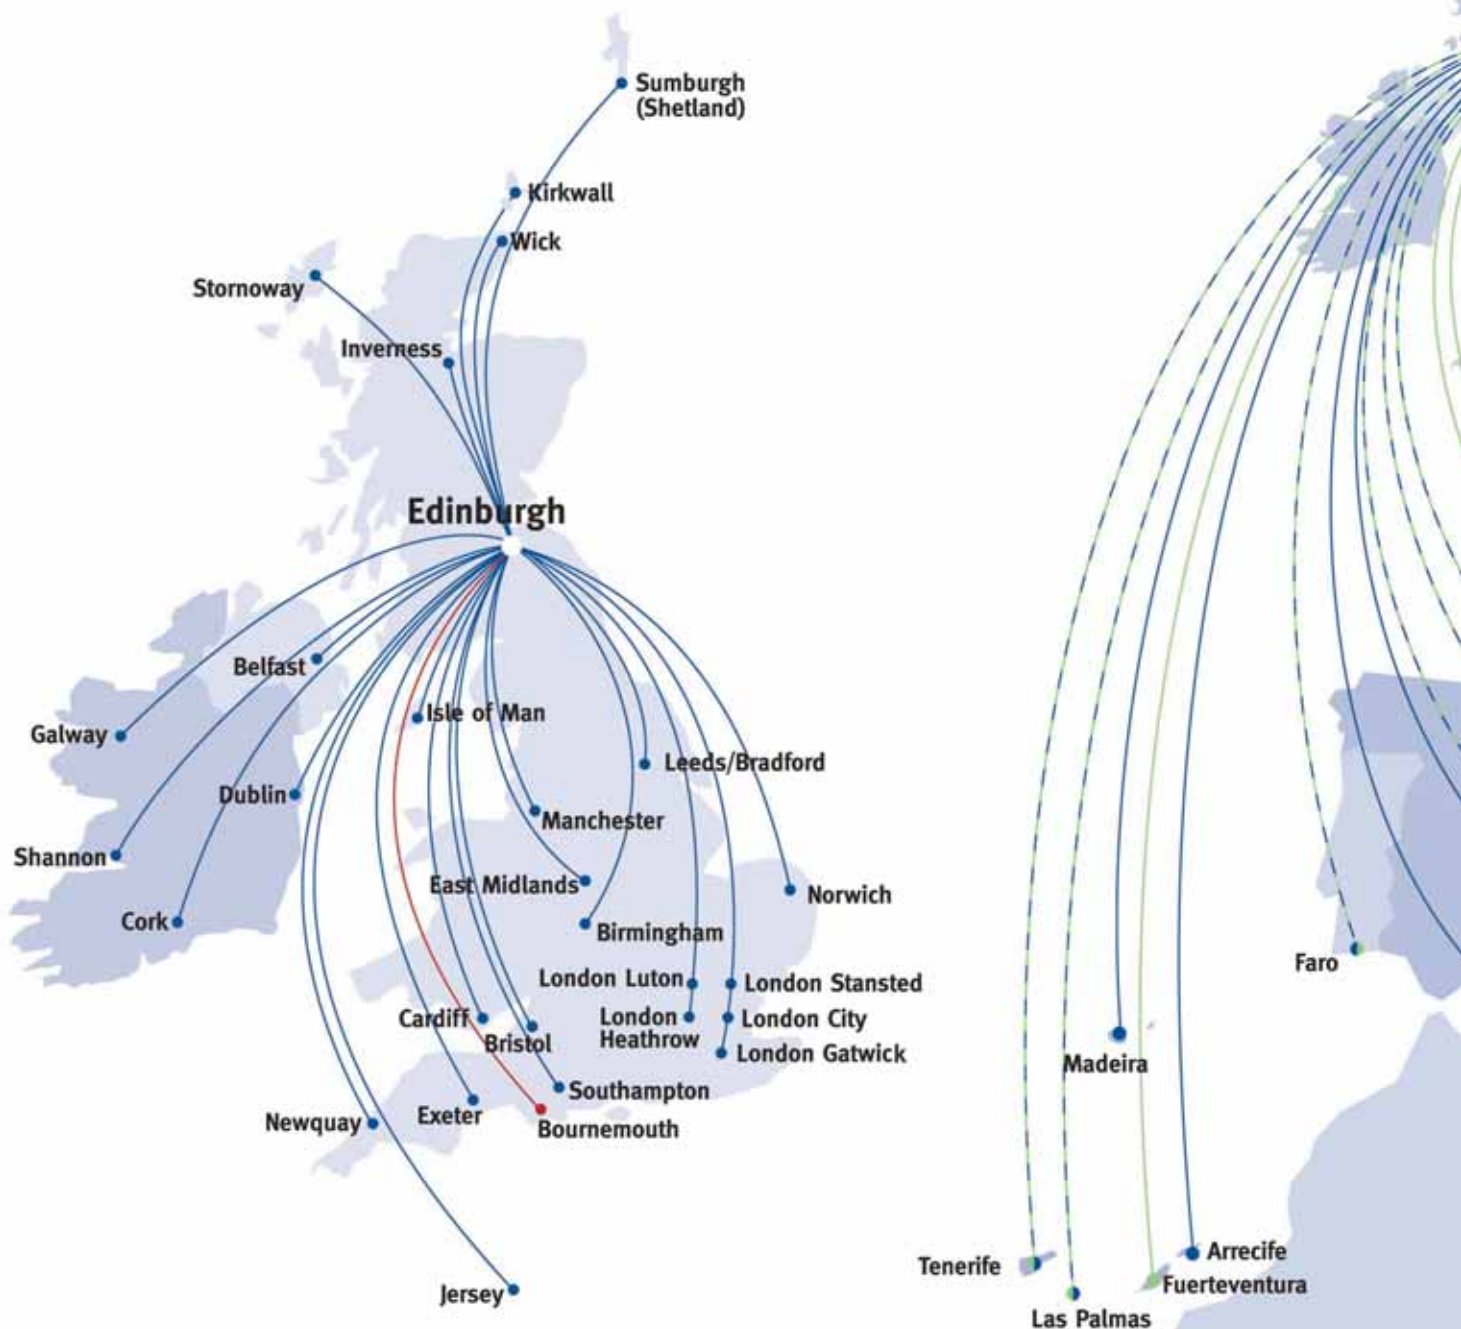 Sumburgh
(Shetland)
Kirkwall
Wick
Stornoway
Inverness
Edinburgh
Belfast
Isle of Man
Galway
Leeds/Bradford
Dublin
Manchester
Shannon
East Midlands
Norwich
Cork
Birmingham
London Luton
London Stansted
Cardiff
London
Heathrow
London City
Bristol
London Gatwick
Southampton
Exeter
Newquay
Bournemouth
Jersey
Faro
Madeira
Tenerife
Arrecife
Fuerteventura
Las Palmas